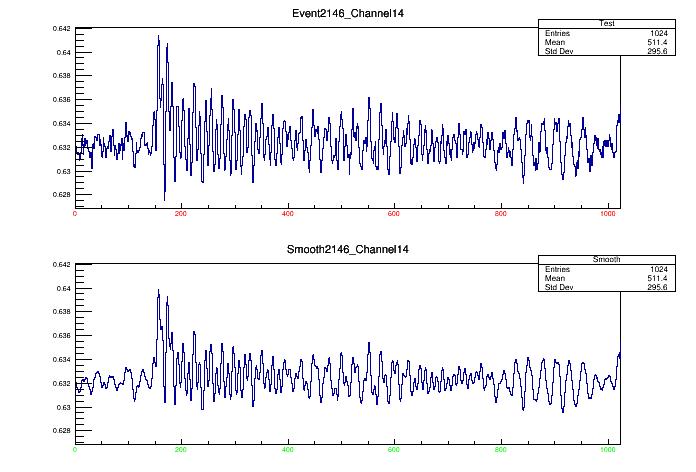 Event2146_Channel14
Test
Entries 1024
Mean 511.4
Std Dev 295.6
0.642
0.64
0.638
0.636
0.634
0.632
0.63
0.628
0 200 400 600 800 1000
Smooth2146_Channel14
Smooth
Entries 1024
Mean 511.4
Std Dev 295.6
0.642
0.64
0.638
0.636
0.634
0.632
0.63
0.628
0 200 400 600 800 1000